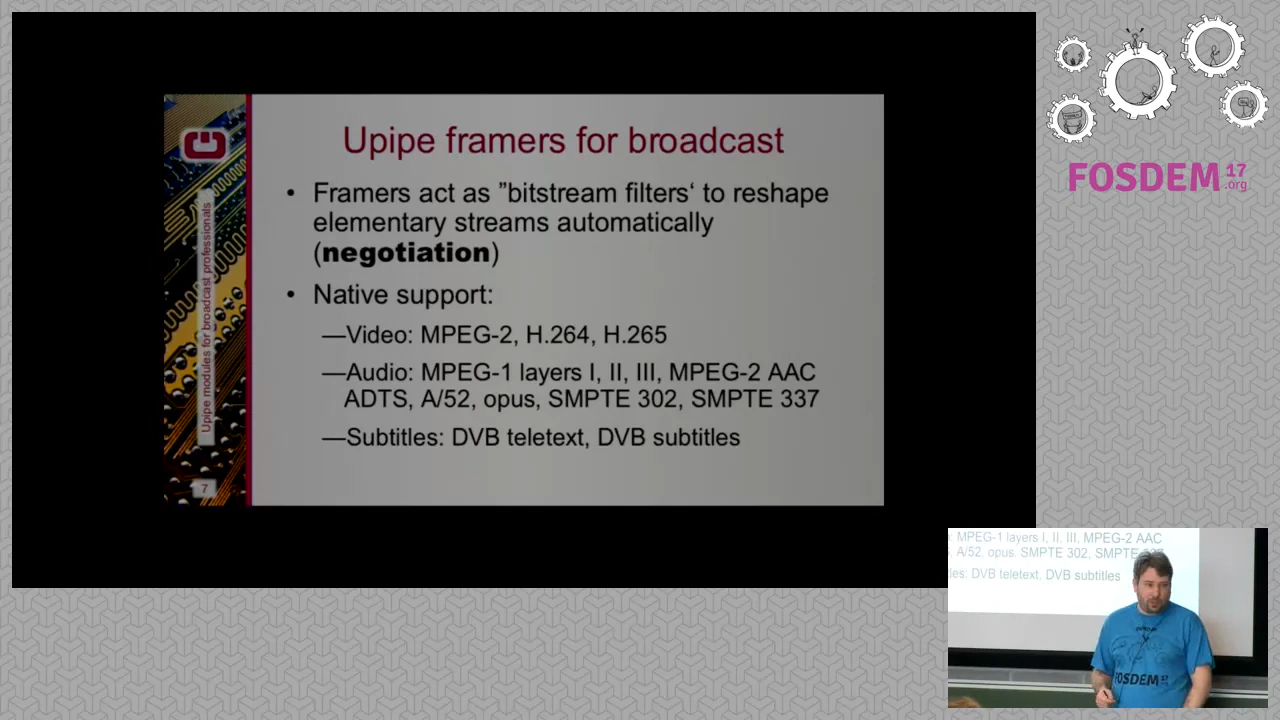 Upipe framers for broadcast
• Framers act as ”bitstream filters‘ to reshape
elementary streams automatically
(negotiation)
• Native support:
—Video: MPEG-2, H.264, H.265
—Audio: MPEG-1 layers I, II, III, MPEG-2 AAC
ADTS, A/52, opus, SMPTE 302, SMPTE 337
—Subtitles: DVB teletext, DVB subtitles
Upipe modules for broadcast professionals
7
FOSDEM 17
.org
MPEG-1 layers I, II, III, MPEG-2 AAC
A/52, opus, SMPTE 302, SMPTE
les: DVB teletext, DVB subtitles
FOSDEM 17